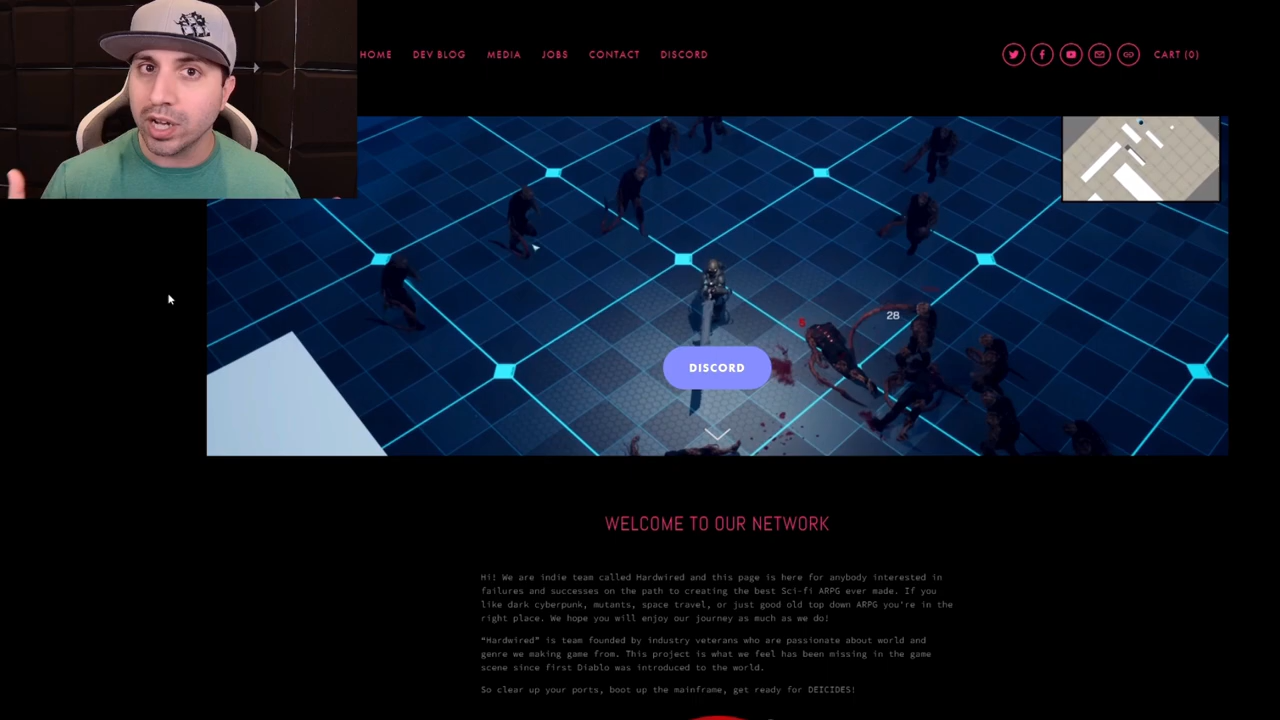 HOME DEV BLOG MEDIA JOBS CONTACT DISCORD CART (0)
5
28
DISCORD
WELCOME TO OUR NETWORK
Hi! We are indie team called Hardwired and this page is here for anybody interested in
failures and successes on the path to creating the best Sci-fi ARPG ever made. If you
like dark cyberpunk, mutants, space travel, or just good old top down ARPG you're in the
right place. We hope you will enjoy our journey as much as we do!
“Hardwired” is team founded by industry veterans who are passionate about world and
genre we making game from. This project is what we feel has been missing in the game
scene since first Diablo was introduced to the world.
So clear up your ports, boot up the mainframe, get ready for DEICIDES!